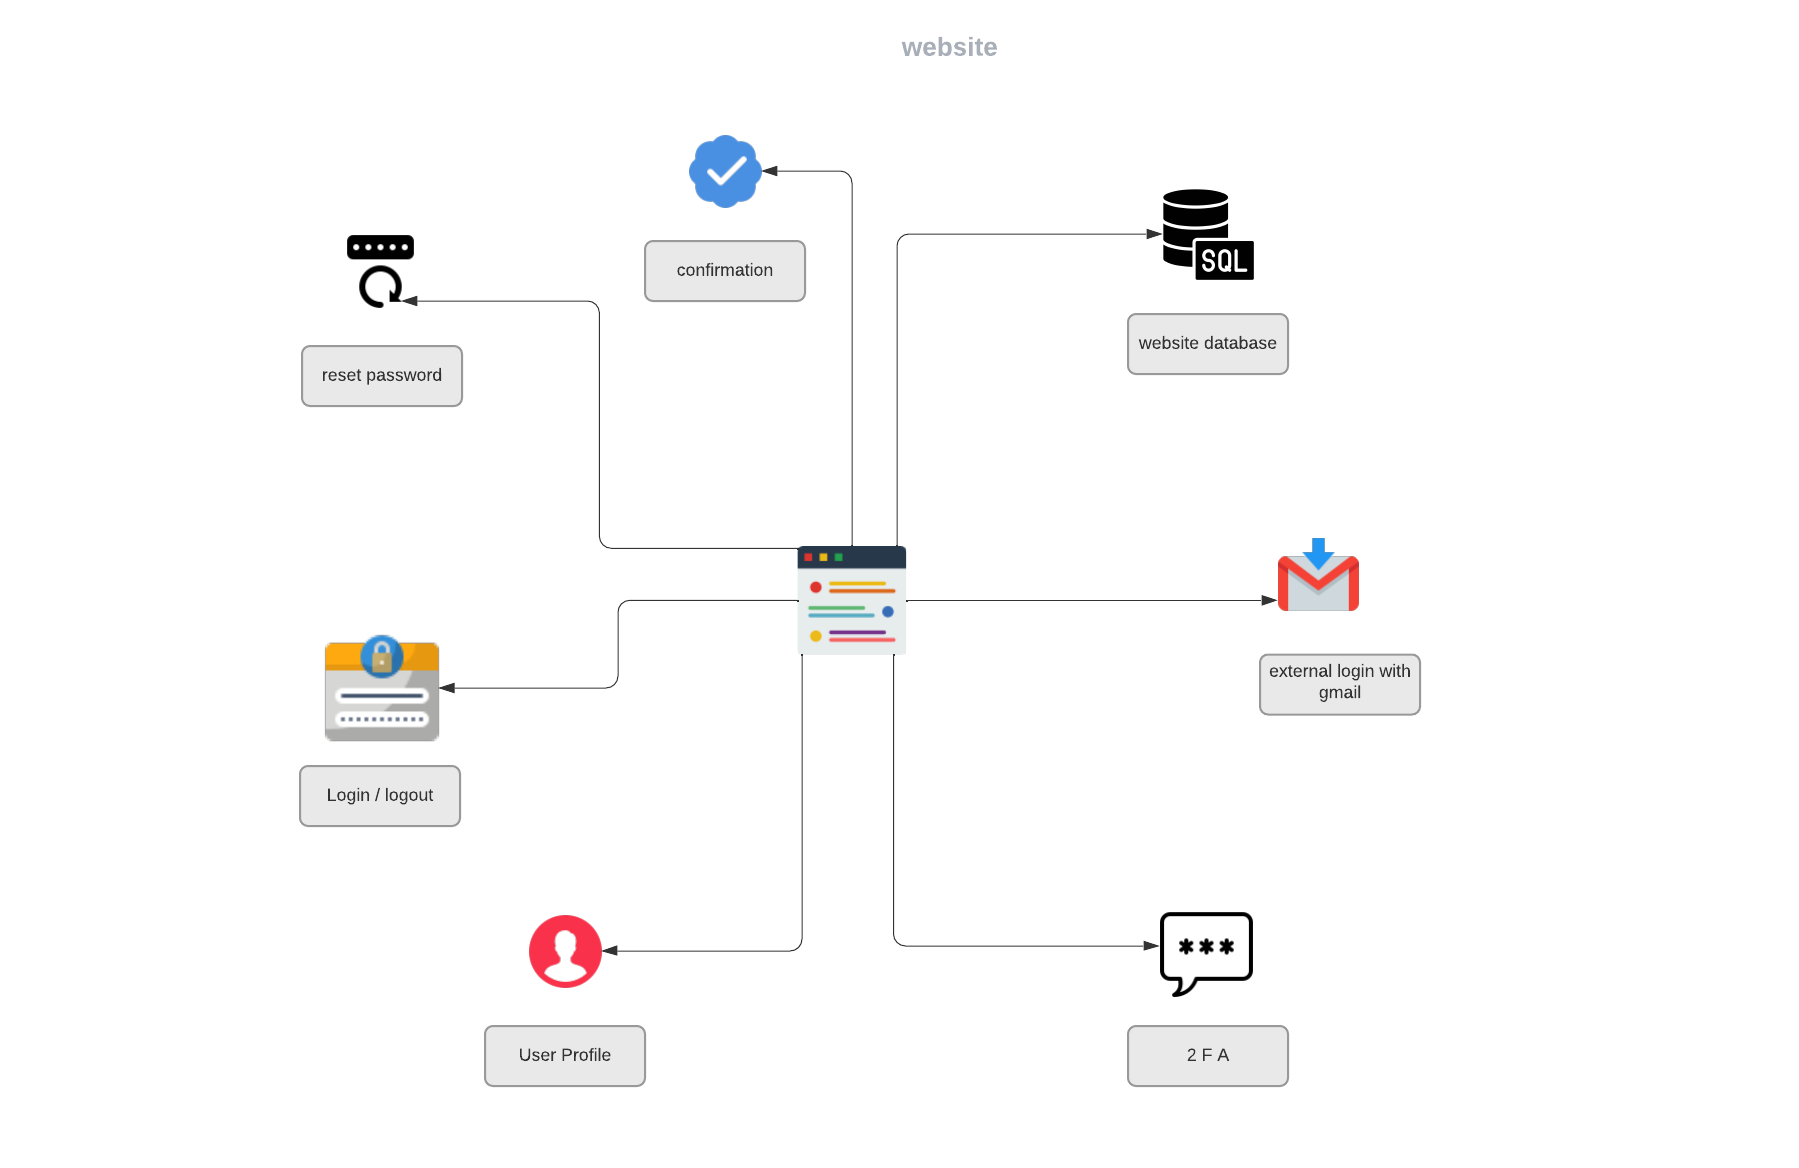 website
confirmation
SQL
website database
reset password
external login with
gmail
Login / logout
***
User Profile
2 F A